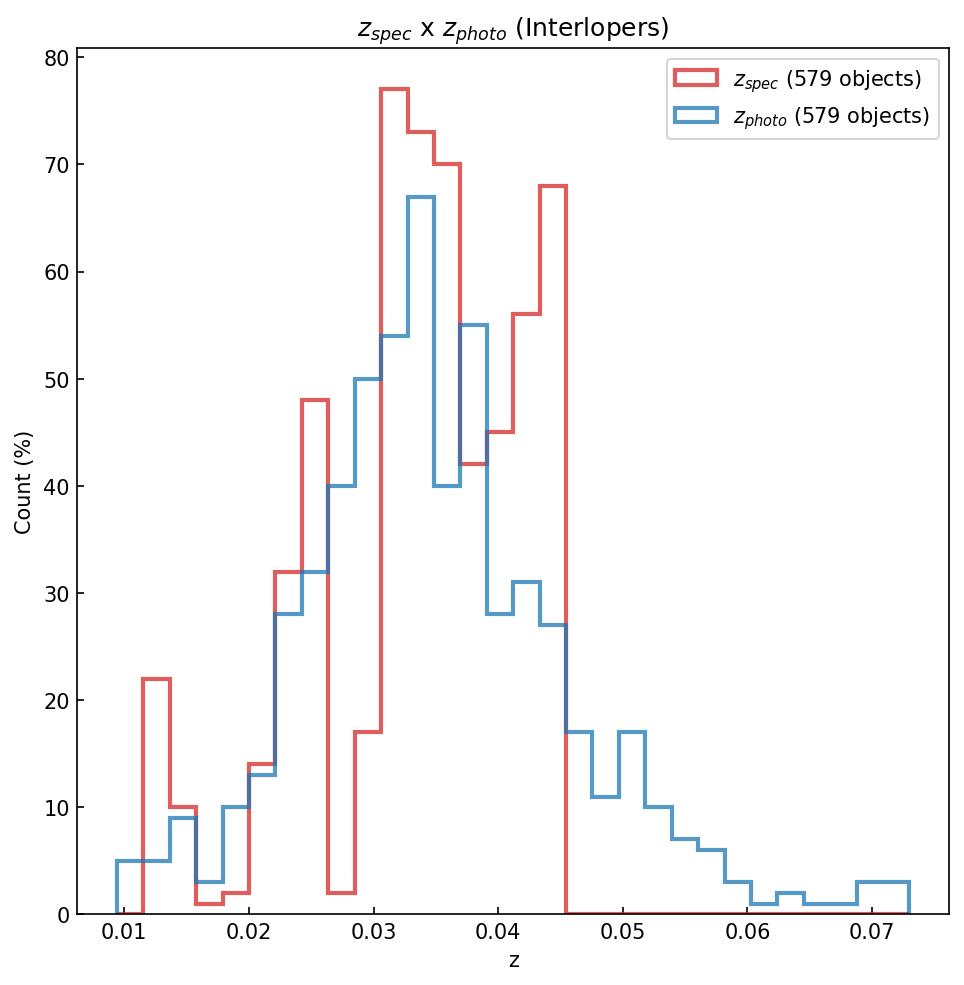 z_spec x z_photo (Interlopers)
z_spec (579 objects)
z_photo (579 objects)
Count (%)
80
70
60
50
40
30
20
10
0
0.01 0.02 0.03 0.04 0.05 0.06 0.07
z